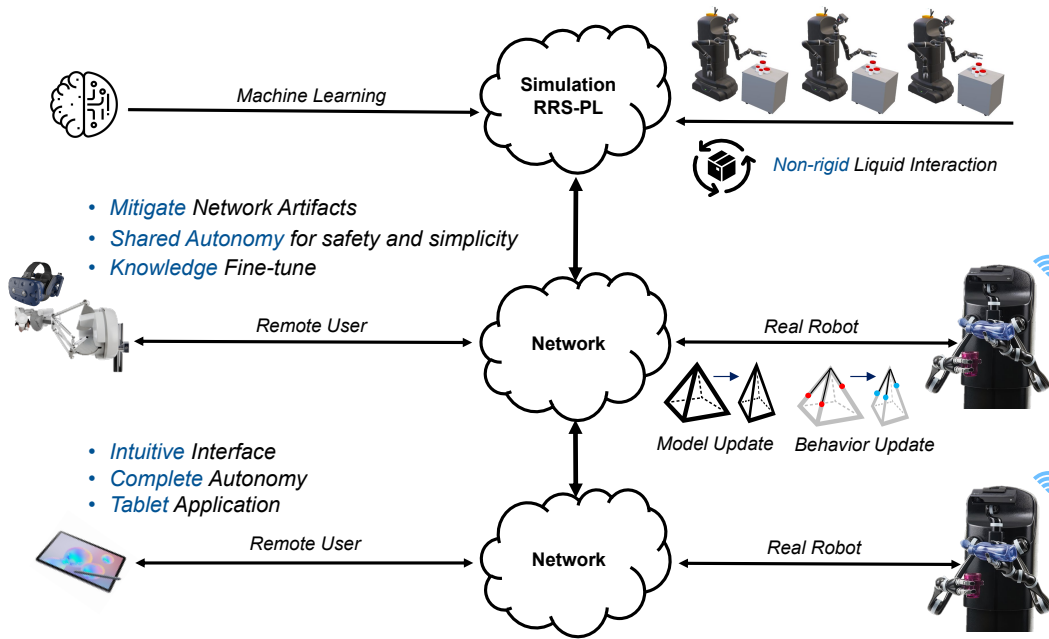 Simulation
RRS-PL
Machine Learning
Non-rigid Liquid Interaction
• Mitigate Network Artifacts
• Shared Autonomy for safety and simplicity
• Knowledge Fine-tune
Remote User
Network
Real Robot
Model Update
Behavior Update
• Intuitive Interface
• Complete Autonomy
• Tablet Application
Remote User
Network
Real Robot